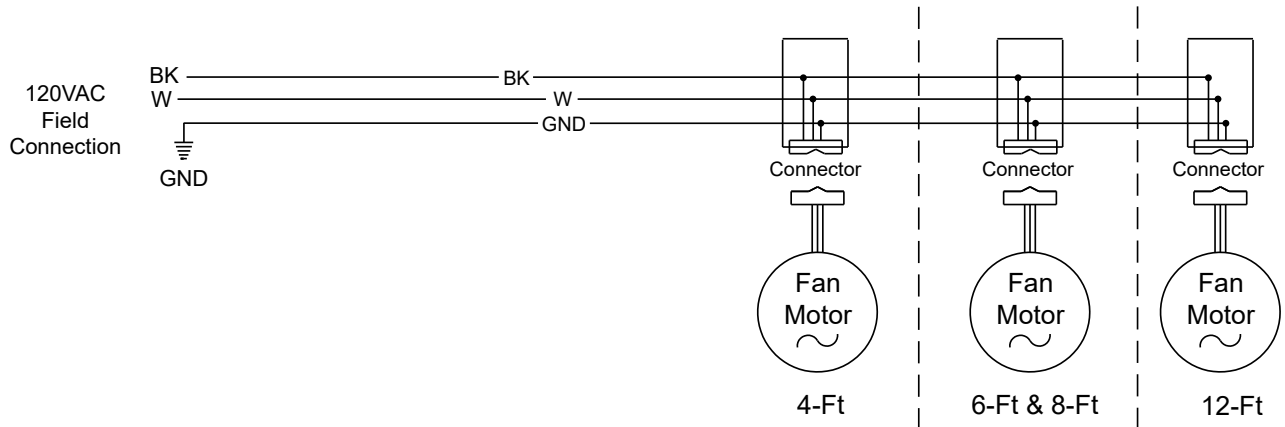 120VAC
Field
Connection
BK
W
GND
BK
W
GND
Connector
Connector
Connector
Fan
Motor
Fan
Motor
Fan
Motor
4-Ft
6-Ft & 8-Ft
12-Ft